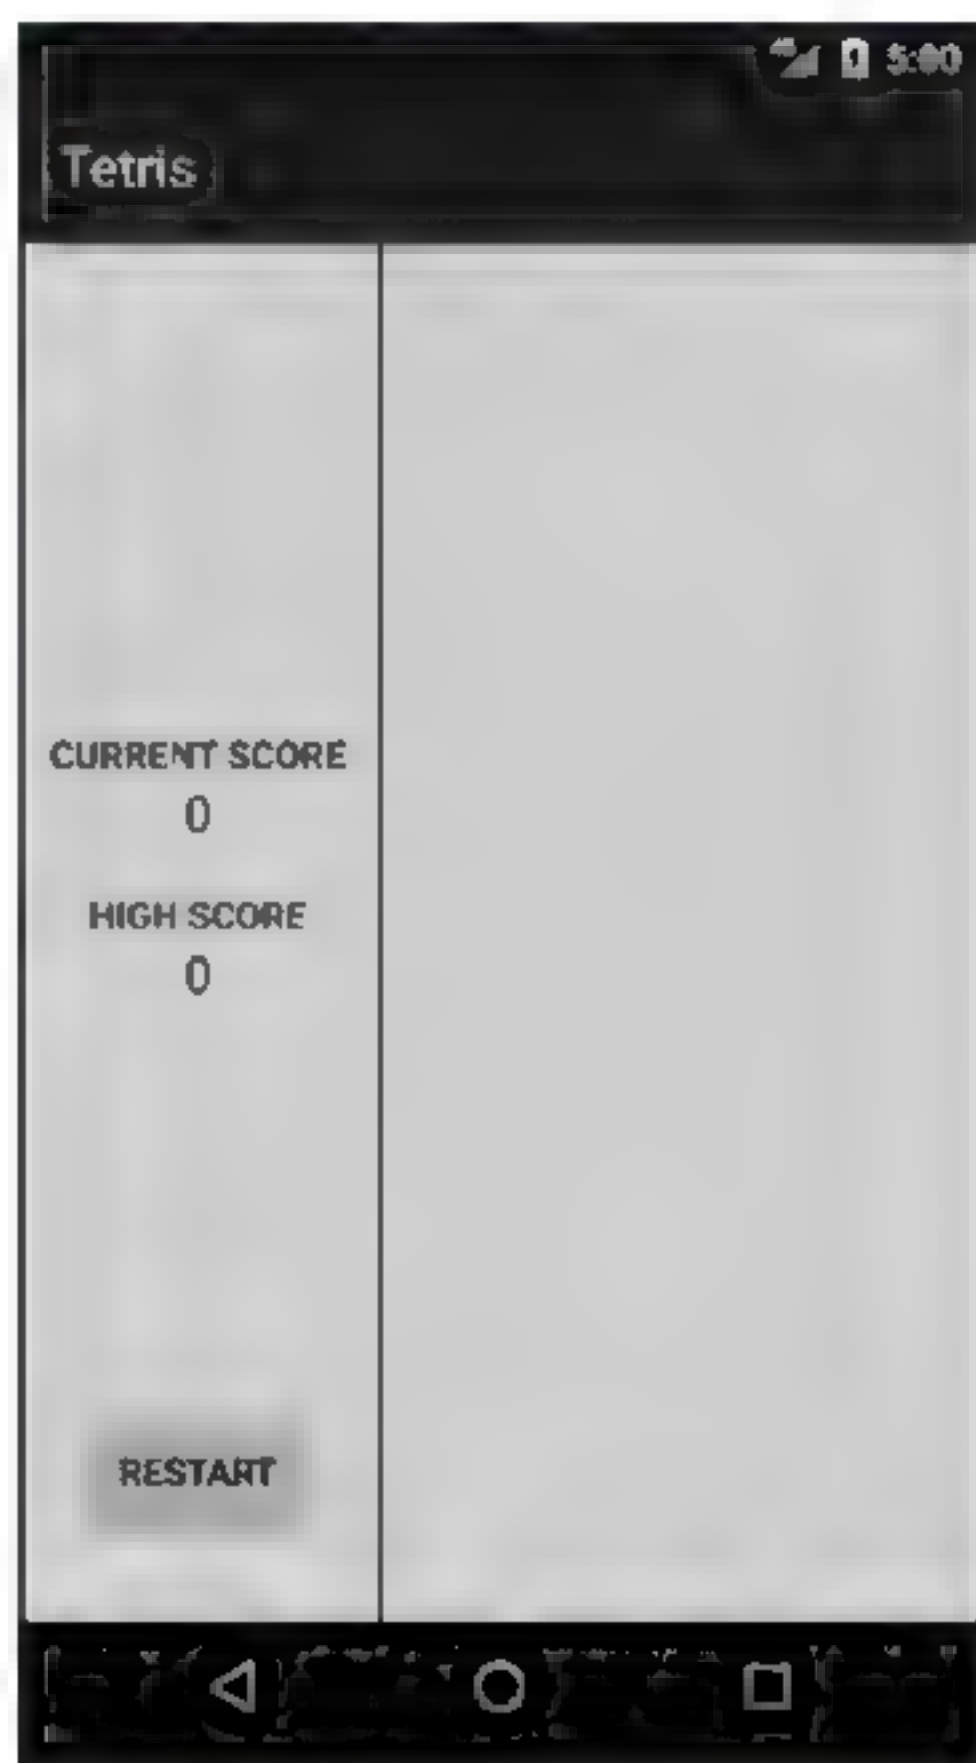 5:00
Tetris
CURRENT SCORE
0
HIGH SCORE
0
RESTART